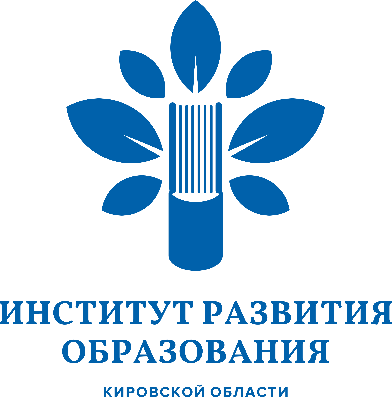 ИНСТИТУТ РАЗВИТИЯ
ОБРАЗОВАНИЯ
КИРОВСКОЙ ОБЛАСТИ